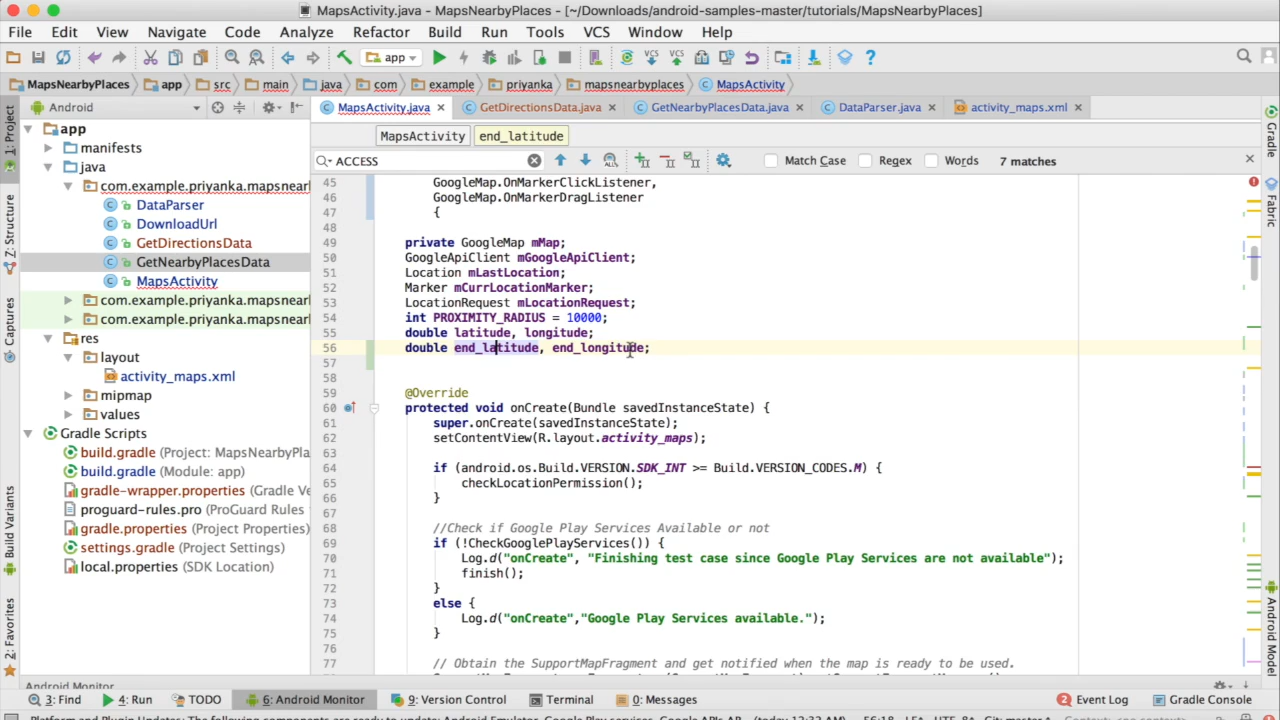 MapsActivity.java - MapsNearbyPlaces - [~/Downloads/android-samples-master/tutorials/MapsNearbyPlaces]
File Edit View Navigate Code Analyze Refactor Build Run Tools VCS Window Help
app
MapsNearbyPlaces app src main java com example priyanka mapsnearbyplaces MapsActivity
Android
MapsActivity.java GetDirectionsData.java GetNearbyPlacesData.java DataParser.java activity_maps.xml
MapsActivity end_latitude
ACCESS Match Case Regex Words 7 matches
app
manifests
java
com.example.priyanka.mapsnearl
DataParser
DownloadUrl
GetDirectionsData
GetNearbyPlacesData
MapsActivity
com.example.priyanka.mapsnearl
com.example.priyanka.mapsnearl
res
layout
activity_maps.xml
mipmap
values
Gradle Scripts
build.gradle (Project: MapsNearbyPla
build.gradle (Module: app)
gradle-wrapper.properties (Gradle Ve
proguard-rules.pro (ProGuard Rules
gradle.properties (Project Properties)
settings.gradle (Project Settings)
local.properties (SDK Location)
45 GoogleMap.OnMarkerClickListener,
46 GoogleMap.OnMarkerDragListener
47 {
48
49 private GoogleMap mMap;
50 GoogleApiClient mGoogleApiClient;
51 Location mLastLocation;
52 Marker mCurrLocationMarker;
53 LocationRequest mLocationRequest;
54 int PROXIMITY_RADIUS = 10000;
55 double latitude, longitude;
56 double end_latitude, end_longitude;
57
58
59 @Override
60 protected void onCreate(Bundle savedInstanceState) {
61 super.onCreate(savedInstanceState);
62 setContentView(R.layout.activity_maps);
63
64 if (android.os.Build.VERSION.SDK_INT >= Build.VERSION_CODES.M) {
65 checkLocationPermission();
66 }
67
68 //Check if Google Play Services Available or not
69 if (!CheckGooglePlayServices()) {
70 Log.d("onCreate", "Finishing test case since Google Play Services are not available");
71 finish();
72 }
73 else {
74 Log.d("onCreate","Google Play Services available.");
75 }
76
77 // Obtain the SupportMapFragment and get notified when the map is ready to be used.
1: Project
7: Structure
Captures
Build Variants
2: Favorites
Gradle
Fabric
Android Model
Android Monitor
3: Find 4: Run TODO 6: Android Monitor 9: Version Control Terminal 0: Messages Event Log Gradle Console